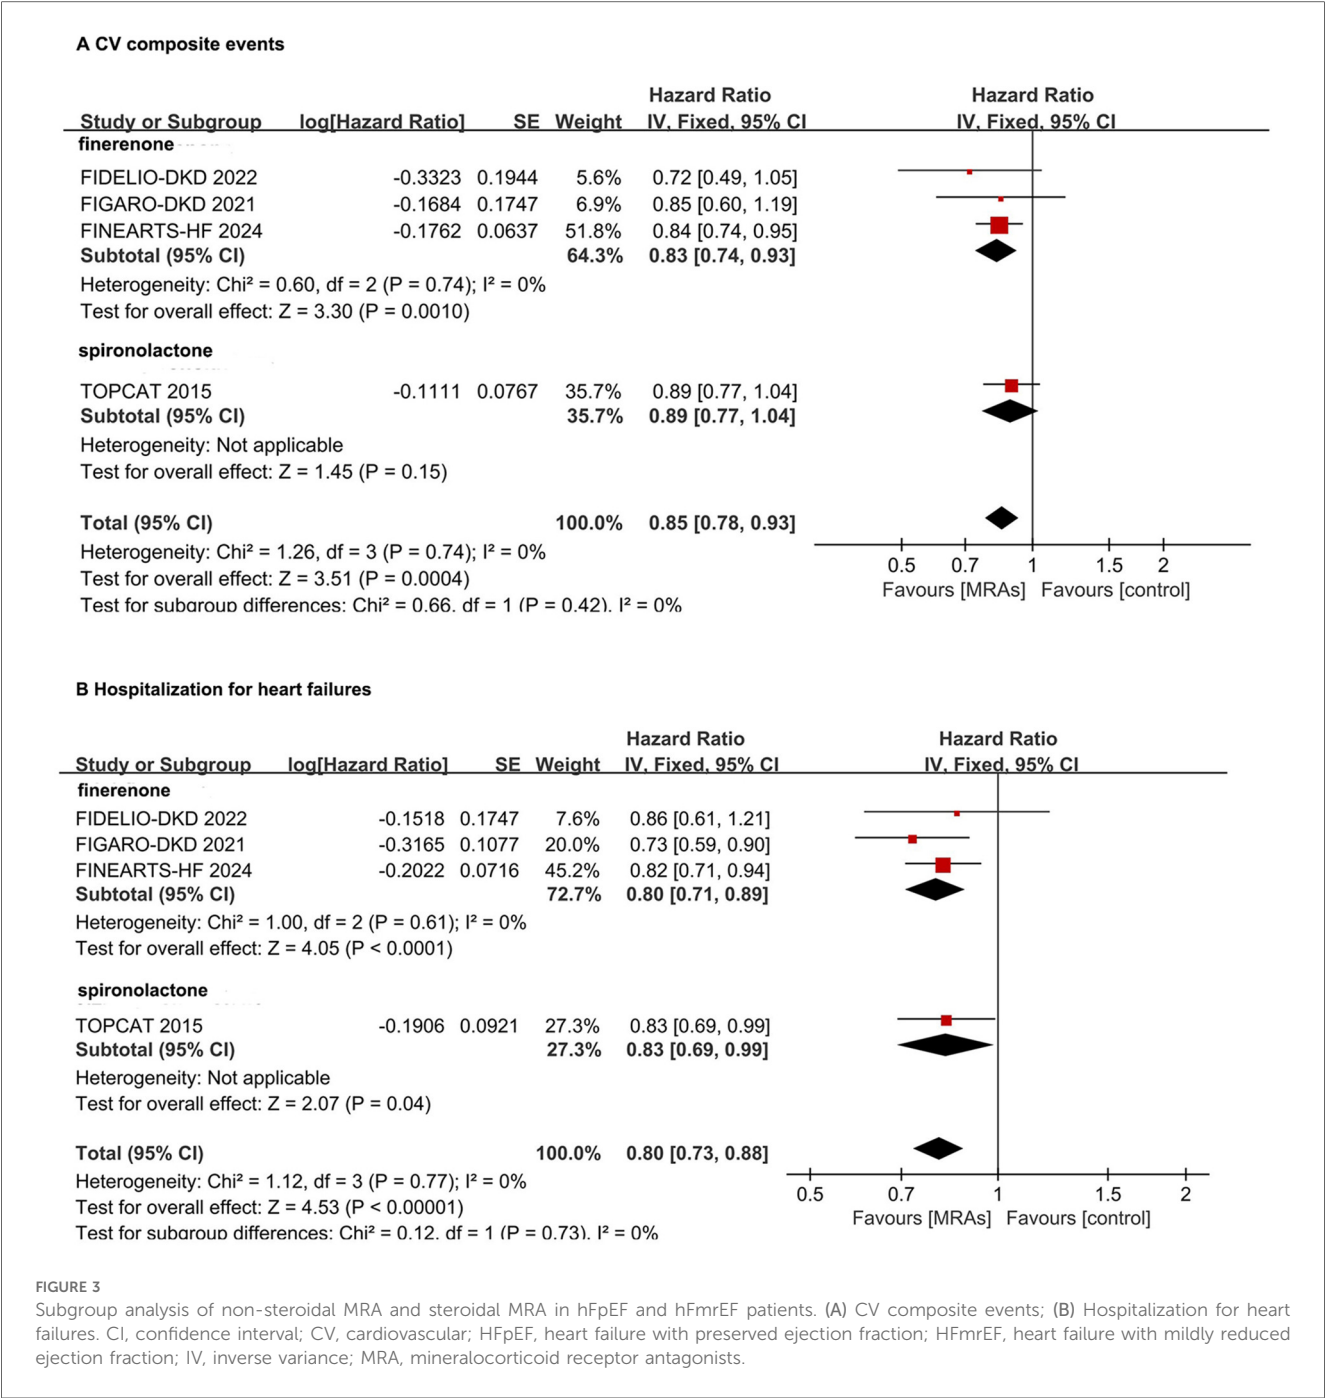 A CV composite events
Hazard Ratio Hazard Ratio
Study or Subgroup log[Hazard Ratio] SE Weight IV, Fixed, 95% CI IV, Fixed, 95% CI
finerenone
FIDELIO-DKD 2022 -0.3323 0.1944 5.6% 0.72 [0.49, 1.05]
FIGARO-DKD 2021 -0.1684 0.1747 6.9% 0.85 [0.60, 1.19]
FINEARTS-HF 2024 -0.1762 0.0637 51.8% 0.84 [0.74, 0.95]
Subtotal (95% CI) 64.3% 0.83 [0.74, 0.93]
Heterogeneity: Chi² = 0.60, df = 2 (P = 0.74); I² = 0%
Test for overall effect: Z = 3.30 (P = 0.0010)
spironolactone
TOPCAT 2015 -0.1111 0.0767 35.7% 0.89 [0.77, 1.04]
Subtotal (95% CI) 35.7% 0.89 [0.77, 1.04]
Heterogeneity: Not applicable
Test for overall effect: Z = 1.45 (P = 0.15)
Total (95% CI) 100.0% 0.85 [0.78, 0.93]
Heterogeneity: Chi² = 1.26, df = 3 (P = 0.74); I² = 0%
Test for overall effect: Z = 3.51 (P = 0.0004)
Test for subgroup differences: Chi² = 0.66, df = 1 (P = 0.42), I² = 0%
0.5 0.7 1 1.5 2
Favours [MRAs] Favours [control]
B Hospitalization for heart failures
Hazard Ratio Hazard Ratio
Study or Subgroup log[Hazard Ratio] SE Weight IV, Fixed, 95% CI IV, Fixed, 95% CI
finerenone
FIDELIO-DKD 2022 -0.1518 0.1747 7.6% 0.86 [0.61, 1.21]
FIGARO-DKD 2021 -0.3165 0.1077 20.0% 0.73 [0.59, 0.90]
FINEARTS-HF 2024 -0.2022 0.0716 45.2% 0.82 [0.71, 0.94]
Subtotal (95% CI) 72.7% 0.80 [0.71, 0.89]
Heterogeneity: Chi² = 1.00, df = 2 (P = 0.61); I² = 0%
Test for overall effect: Z = 4.05 (P < 0.0001)
spironolactone
TOPCAT 2015 -0.1906 0.0921 27.3% 0.83 [0.69, 0.99]
Subtotal (95% CI) 27.3% 0.83 [0.69, 0.99]
Heterogeneity: Not applicable
Test for overall effect: Z = 2.07 (P = 0.04)
Total (95% CI) 100.0% 0.80 [0.73, 0.88]
Heterogeneity: Chi² = 1.12, df = 3 (P = 0.77); I² = 0%
Test for overall effect: Z = 4.53 (P < 0.00001)
Test for subgroup differences: Chi² = 0.12, df = 1 (P = 0.73), I² = 0%
0.5 0.7 1 1.5 2
Favours [MRAs] Favours [control]
FIGURE 3
Subgroup analysis of non-steroidal MRA and steroidal MRA in hFpEF and hFmrEF patients. (A) CV composite events; (B) Hospitalization for heart
failures. CI, confidence interval; CV, cardiovascular; HFpEF, heart failure with preserved ejection fraction; HFmrEF, heart failure with mildly reduced
ejection fraction; IV, inverse variance; MRA, mineralocorticoid receptor antagonists.